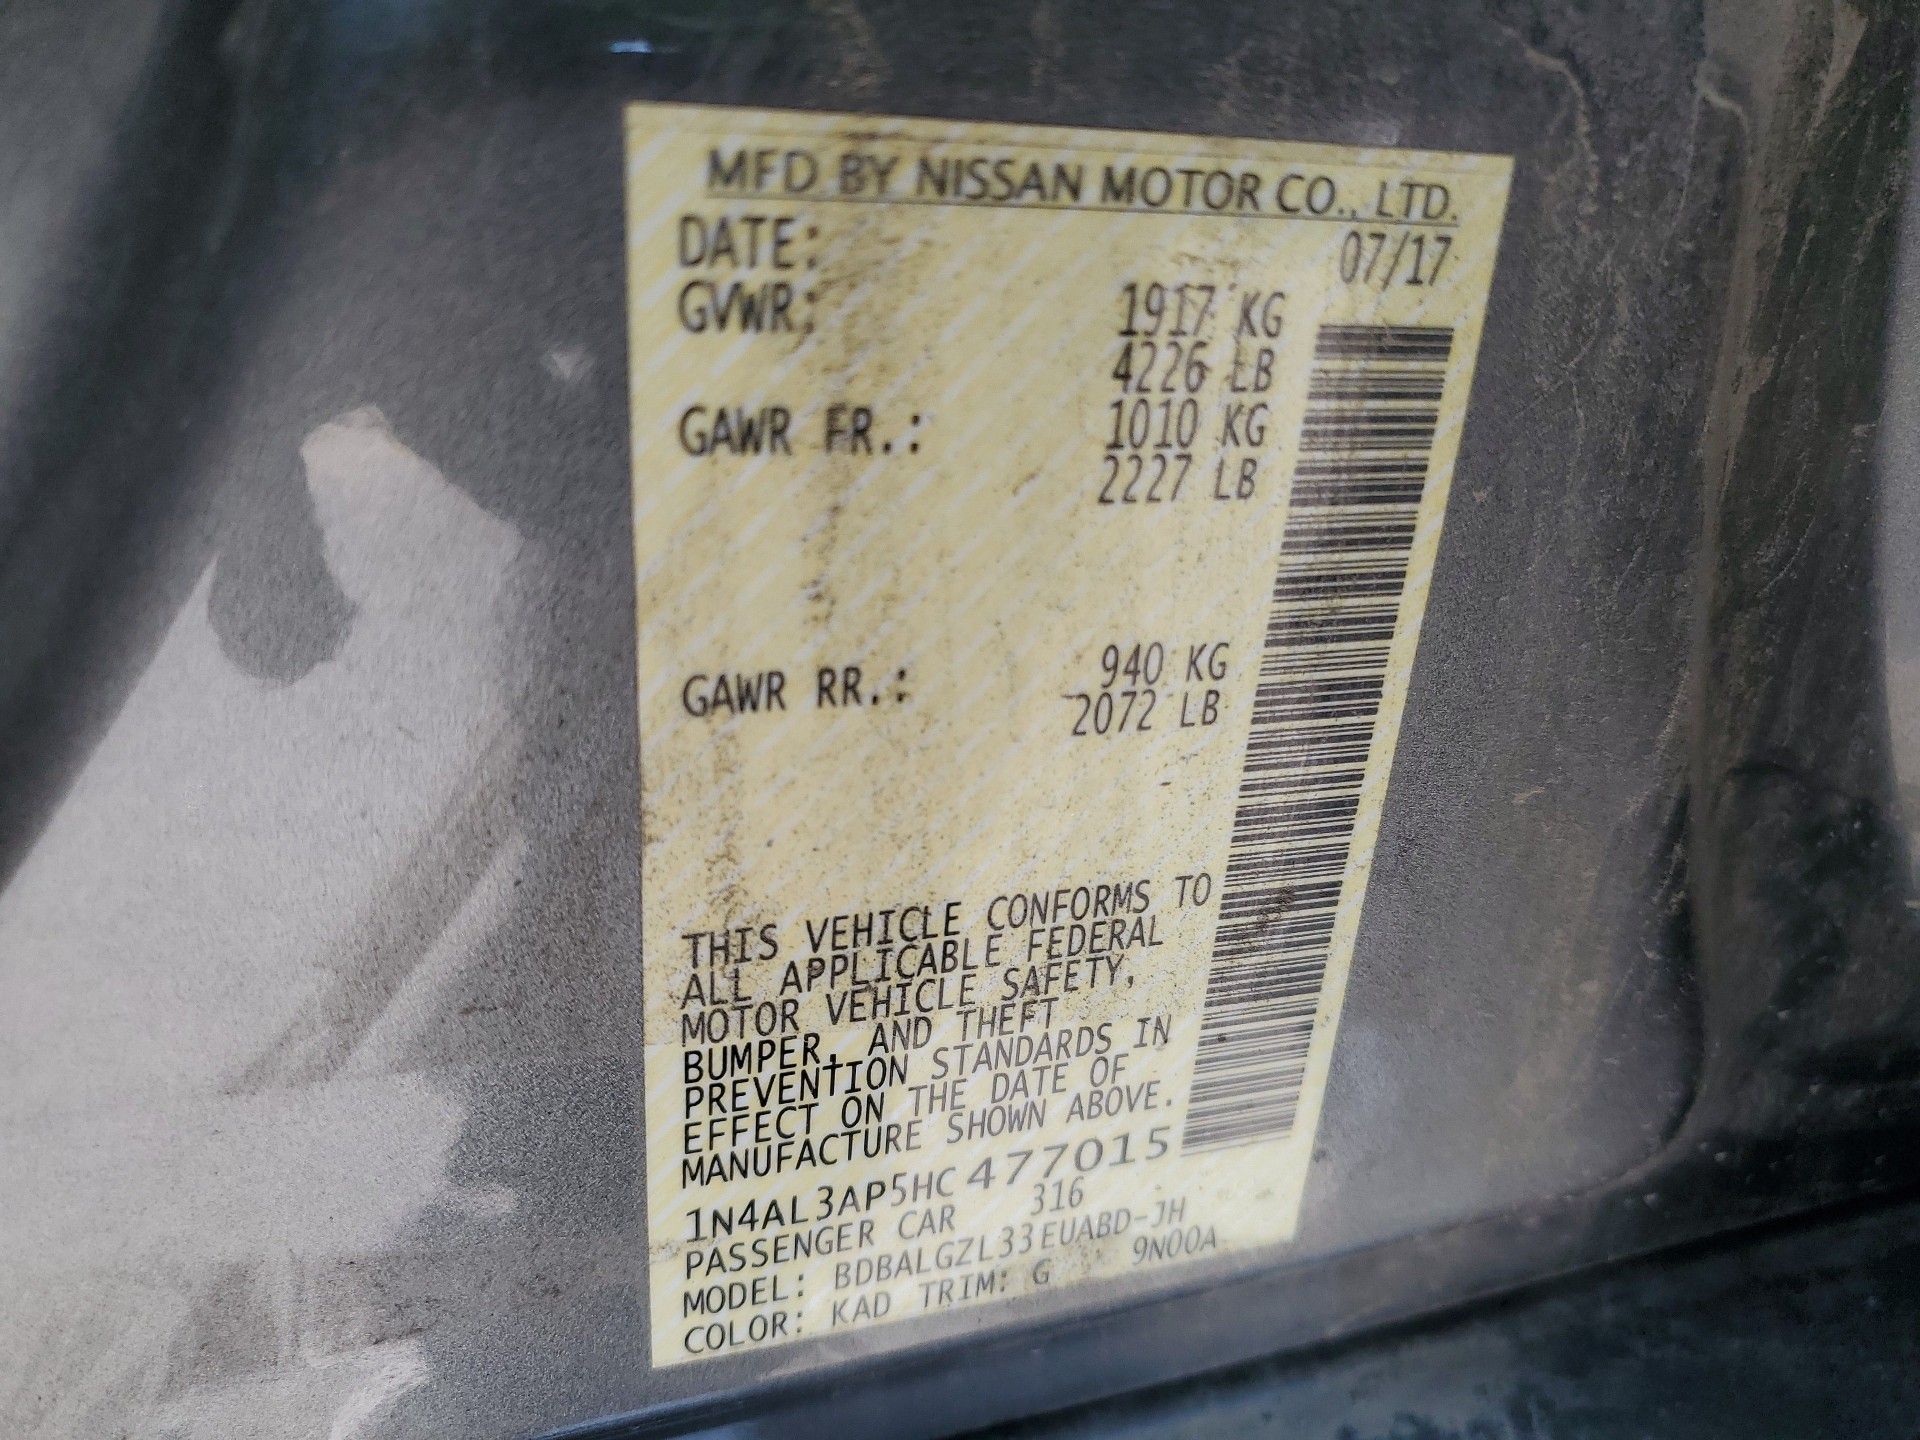 MFD BY NISSAN MOTOR CO., LTD.
DATE: 07/17
GVWR: 1917 KG
4226 LB
GAWR FR.: 1010 KG
2227 LB
GAWR RR.: 940 KG
2072 LB
THIS VEHICLE CONFORMS TO
ALL APPLICABLE FEDERAL
MOTOR VEHICLE SAFETY,
BUMPER, AND THEFT
PREVENTION STANDARDS IN
EFFECT ON THE DATE OF
MANUFACTURE SHOWN ABOVE.
1N4AL3AP5HC477015
PASSENGER CAR 316
MODEL: BDBALGZL33EUABD-JH
COLOR: KAD TRIM: G 9N00A